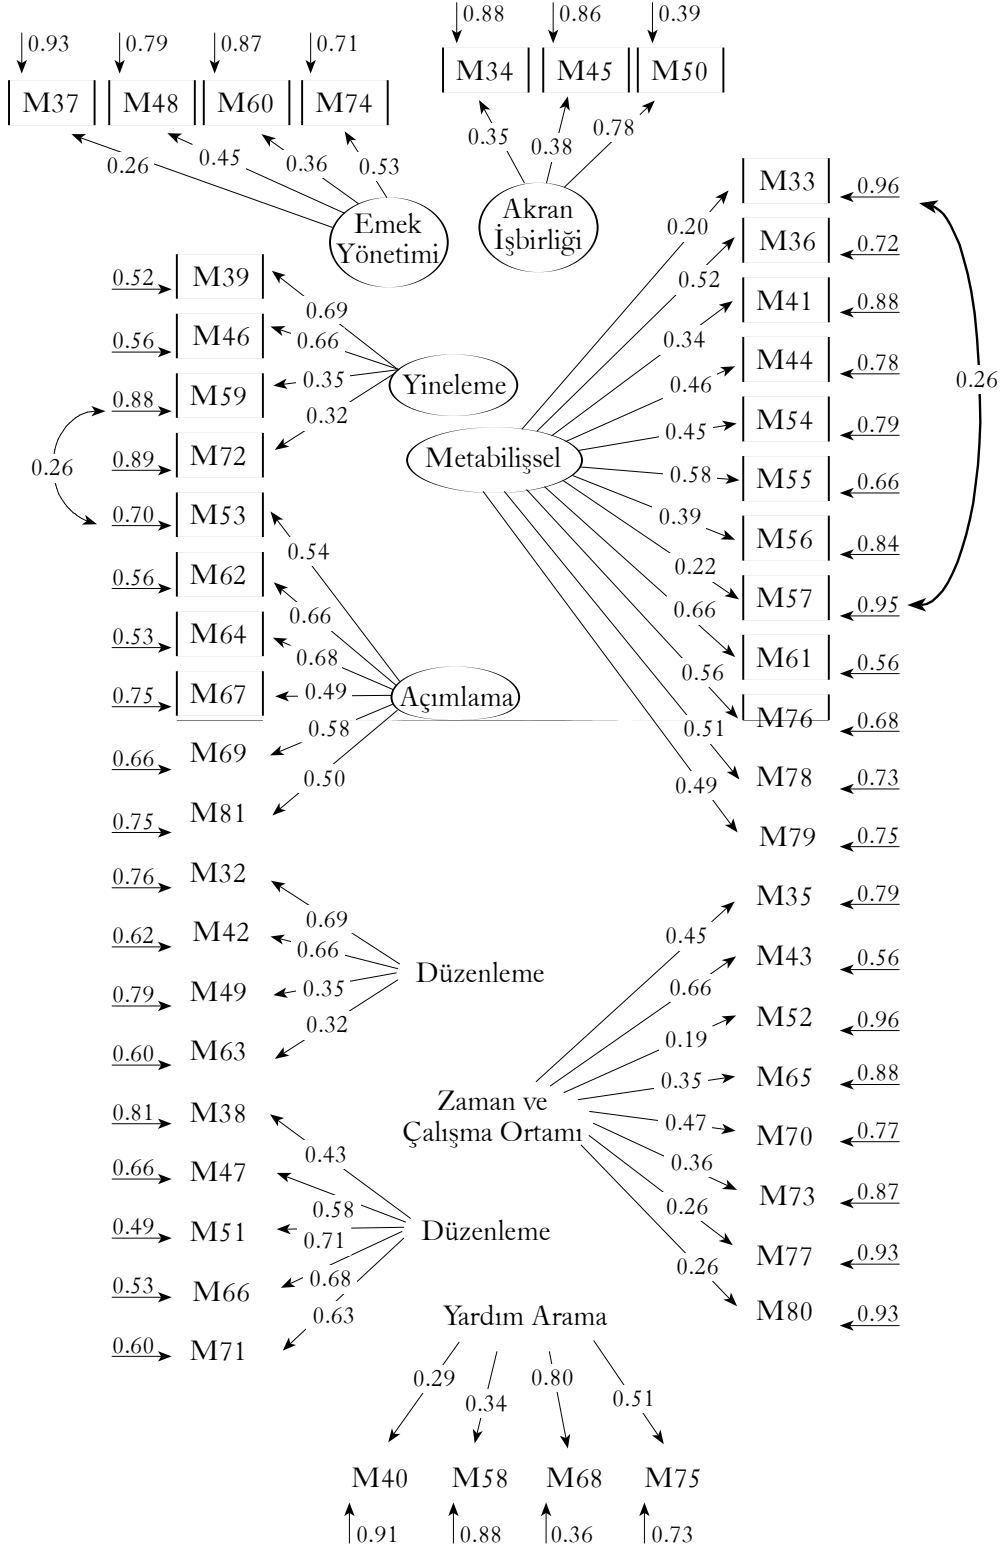 0.93 0.79 0.87 0.71 0.88 0.86 0.39
M37 M48 M60 M74 M34 M45 M50
0.26 0.45 0.36 0.53 0.35 0.38 0.78
Emek
Yönetimi
Akran
İşbirliği
0.52 M39
0.69
0.56 M46
0.66
0.88 M59
0.35
0.89 M72
0.32
Yineleme
0.26
0.70 M53
0.54
0.56 M62
0.66
0.53 M64
0.68
0.75 M67
0.49
0.66 M69
0.58
0.75 M81
0.50
Açımlama
0.76 M32
0.69
0.62 M42
0.66
0.79 M49
0.35
0.60 M63
0.32
Düzenleme
0.81 M38
0.43
0.66 M47
0.58
0.49 M51
0.71
0.53 M66
0.68
0.60 M71
0.63
Düzenleme
Metabilişsel
0.20 M33 0.96
0.52 M36 0.72
0.34 M41 0.88
0.46 M44 0.78
0.45 M54 0.79
0.58 M55 0.66
0.39 M56 0.84
0.22 M57 0.95
0.66 M61 0.56
0.56 M76 0.68
0.51 M78 0.73
0.49 M79 0.75
0.26
Zaman ve
Çalışma Ortamı
0.45 M35 0.79
0.66 M43 0.56
0.19 M52 0.96
0.35 M65 0.88
0.47 M70 0.77
0.36 M73 0.87
0.26 M77 0.93
0.26 M80 0.93
Yardım Arama
0.29 0.34 0.80 0.51
M40 M58 M68 M75
0.91 0.88 0.36 0.73